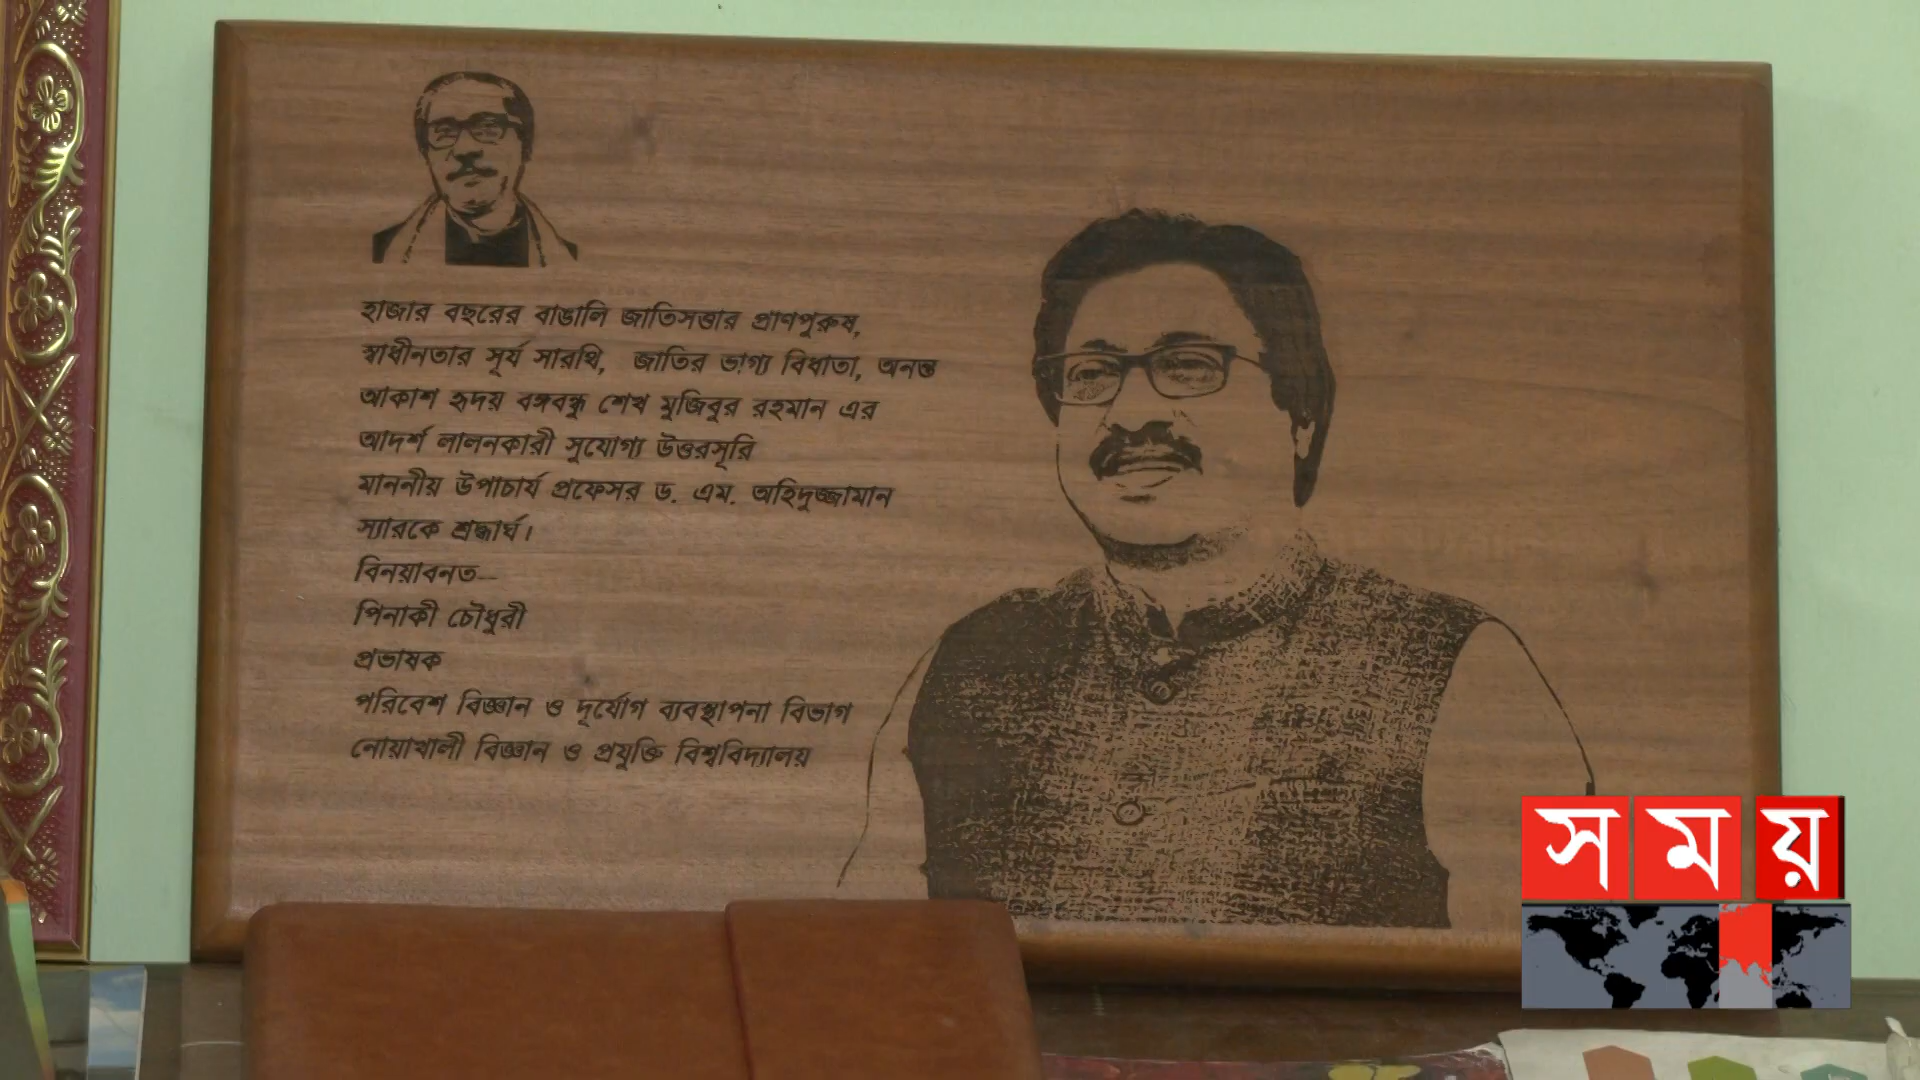 হাজার বছরের বাঙালি জাতিসত্তার প্রাণপুরুষ,
স্বাধীনতার সূর্য সারথি, জাতির ভাগ্য বিধাতা, অনন্ত
আকাশ হৃদয় বঙ্গবন্ধু শেখ মুজিবুর রহমান এর
আদর্শ লালনকারী সুযোগ্য উত্তরসূরি
মাননীয় উপাচার্য প্রফেসর ড. এম. অহিদুজ্জামান
স্যারকে শ্রদ্ধার্ঘ।
বিনয়াবনত—
পিনাকী চৌধুরী
প্রভাষক
পরিবেশ বিজ্ঞান ও দূর্যোগ ব্যবস্থাপনা বিভাগ
নোয়াখালী বিজ্ঞান ও প্রযুক্তি বিশ্ববিদ্যালয়
সময়